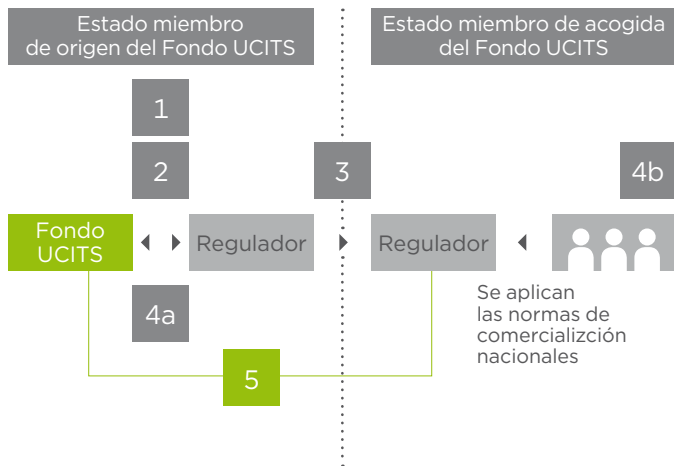 Estado miembro
de origen del Fondo UCITS
Estado miembro de acogida
del Fondo UCITS
1
2
3
4b
Fondo
UCITS
Regulador
Regulador
4a
Se aplican
las normas de
comercializción
nacionales
5